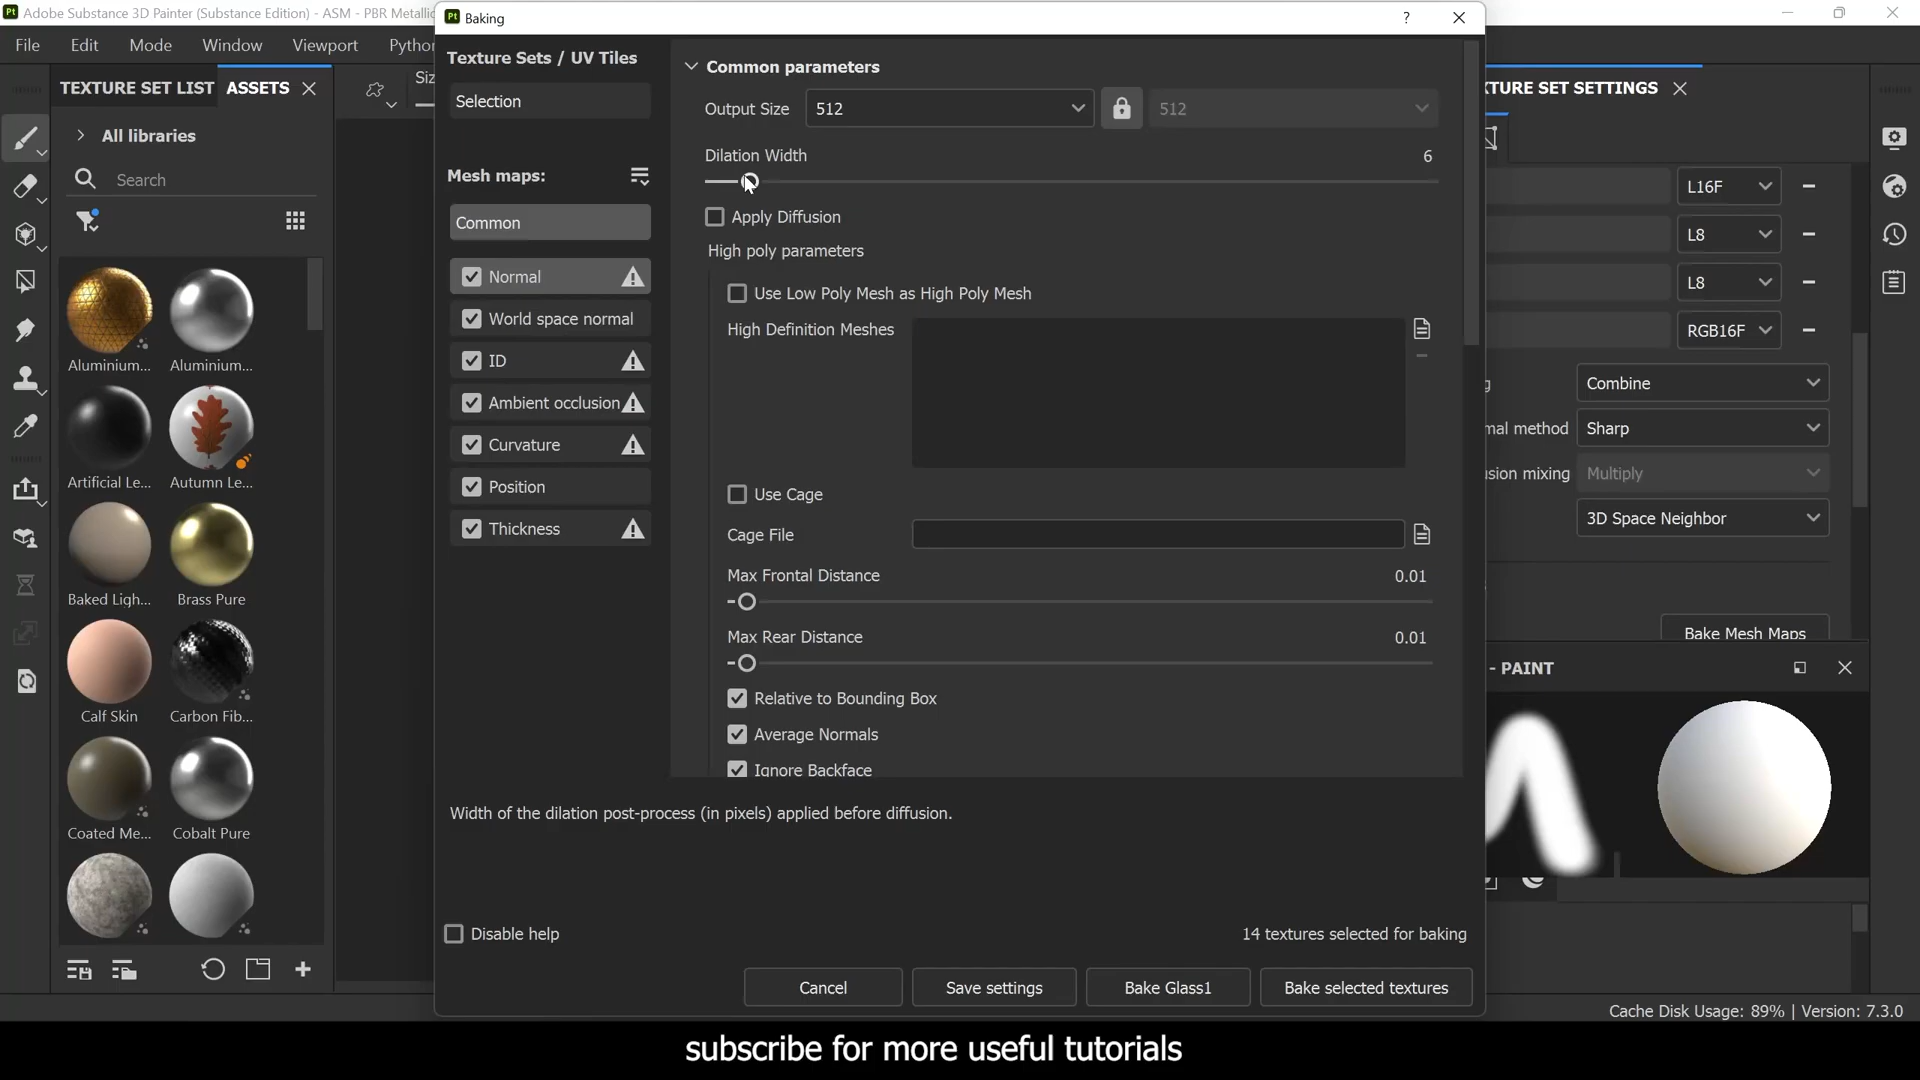 Adobe Substance 3D Painter (Substance Edition) - ASM - PBR Metallic
Baking
File Edit Mode Window Viewport Python
TEXTURE SET LIST ASSETS
All libraries
Search
Aluminium... Aluminium...
Artificial Le... Autumn Le...
Baked Ligh... Brass Pure
Calf Skin Carbon Fib...
Coated Me... Cobalt Pure
Siz
Texture Sets / UV Tiles
Selection
Mesh maps:
Common
Normal
World space normal
ID
Ambient occlusion
Curvature
Position
Thickness
Common parameters
Output Size 512 512
Dilation Width 6
Apply Diffusion
High poly parameters
Use Low Poly Mesh as High Poly Mesh
High Definition Meshes
Use Cage
Cage File
Max Frontal Distance 0.01
Max Rear Distance 0.01
Relative to Bounding Box
Average Normals
Ignore Backface
Width of the dilation post-process (in pixels) applied before diffusion.
Disable help
14 textures selected for baking
Cancel Save settings Bake Glass1 Bake selected textures
TURE SET SETTINGS
L16F
L8
L8
RGB16F
g Combine
mal method Sharp
sion mixing Multiply
3D Space Neighbor
Bake Mesh Maps
- PAINT
Cache Disk Usage: 89% | Version: 7.3.0
subscribe for more useful tutorials